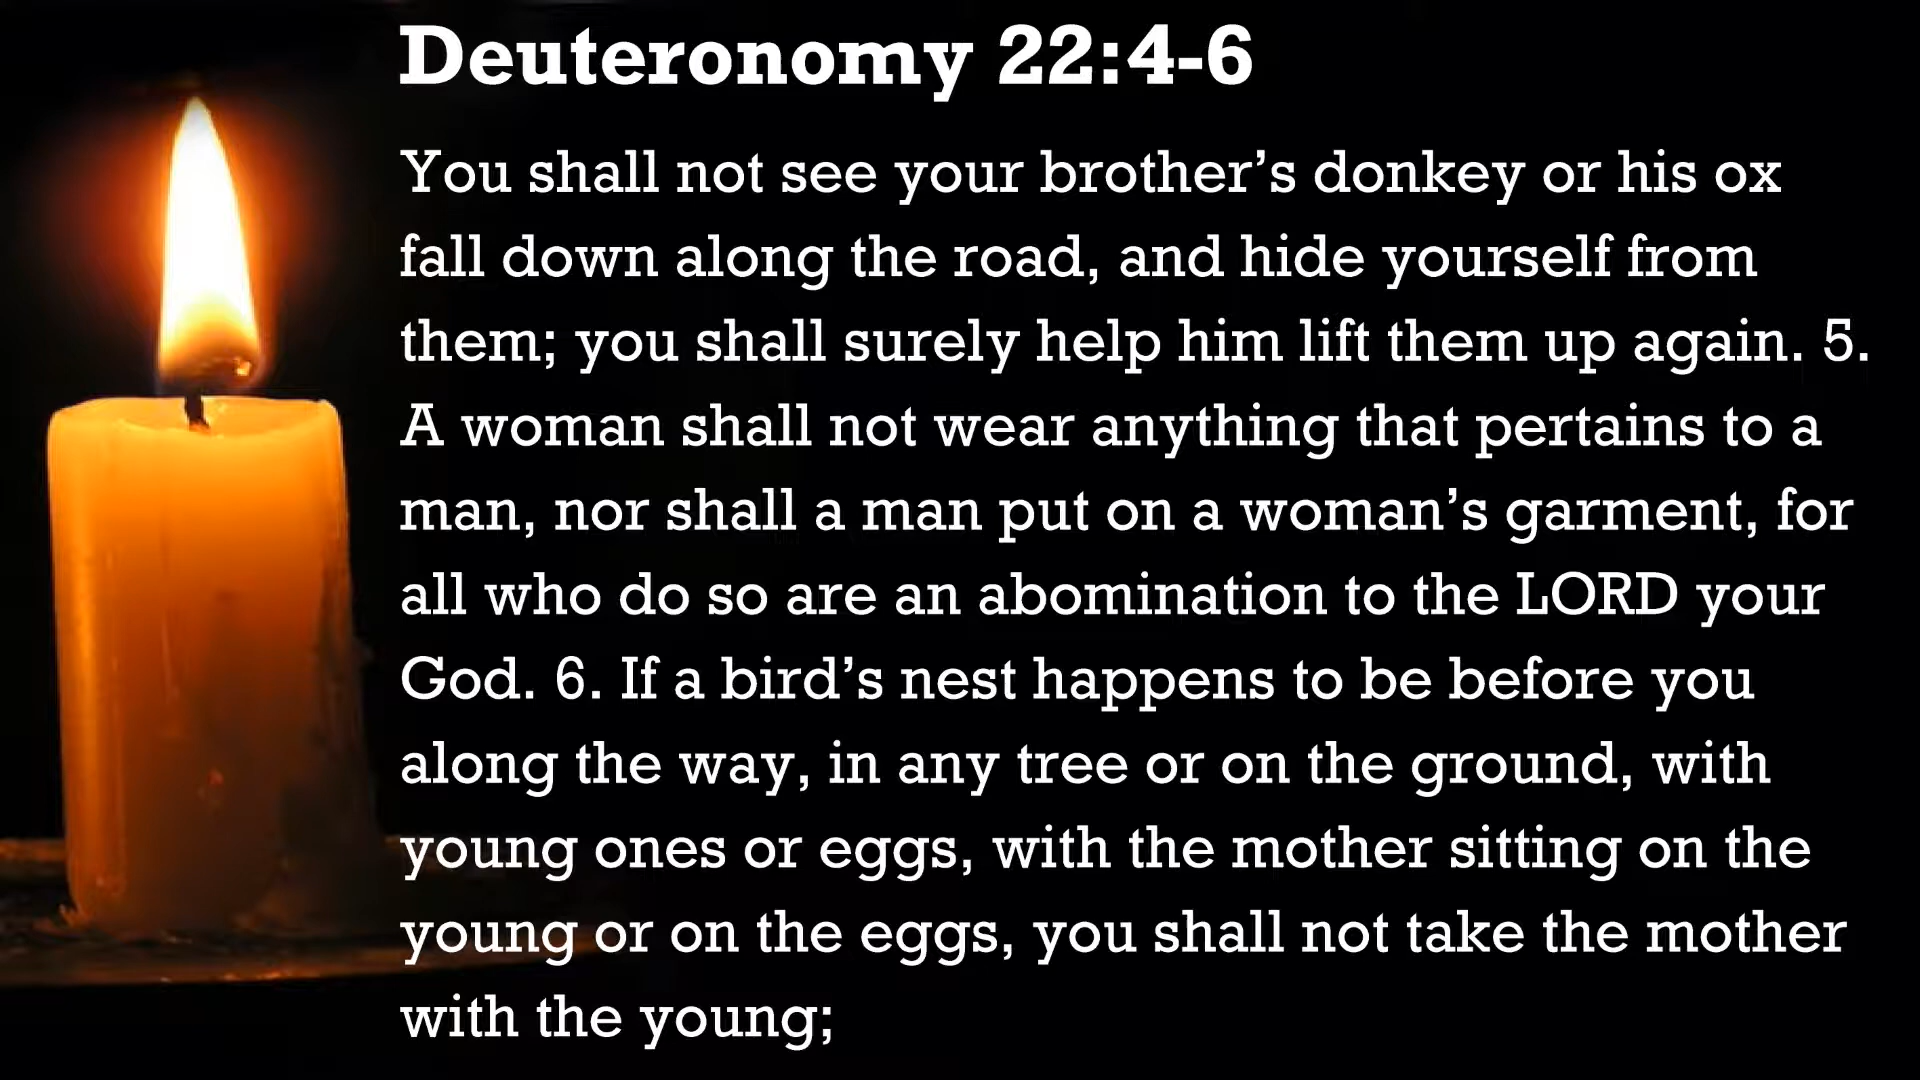 Deuteronomy 22:4-6
You shall not see your brother’s donkey or his ox
fall down along the road, and hide yourself from
them; you shall surely help him lift them up again. 5.
A woman shall not wear anything that pertains to a
man, nor shall a man put on a woman’s garment, for
all who do so are an abomination to the LORD your
God. 6. If a bird’s nest happens to be before you
along the way, in any tree or on the ground, with
young ones or eggs, with the mother sitting on the
young or on the eggs, you shall not take the mother
with the young;